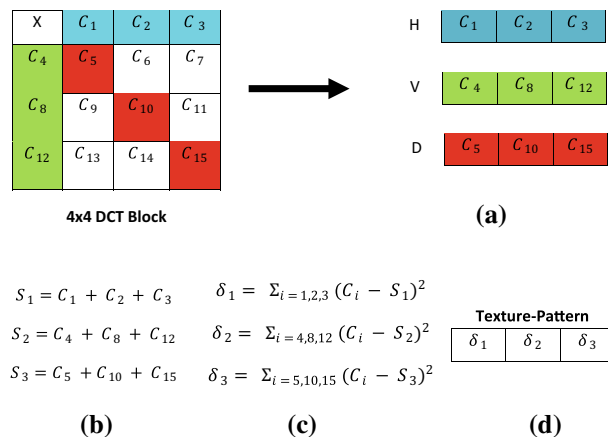 X C₁ C₂ C₃
C₄ C₅ C₆ C₇
C₈ C₉ C₁₀ C₁₁
C₁₂ C₁₃ C₁₄ C₁₅
4x4 DCT Block
H C₁ C₂ C₃
V C₄ C₈ C₁₂
D C₅ C₁₀ C₁₅
(a)
S₁ = C₁ + C₂ + C₃
S₂ = C₄ + C₈ + C₁₂
S₃ = C₅ + C₁₀ + C₁₅
(b)
δ₁ = Σᵢ₌₁,₂,₃ (Cᵢ − S₁)²
δ₂ = Σᵢ₌₄,₈,₁₂ (Cᵢ − S₂)²
δ₃ = Σᵢ₌₅,₁₀,₁₅ (Cᵢ − S₃)²
(c)
Texture-Pattern
δ₁ δ₂ δ₃
(d)